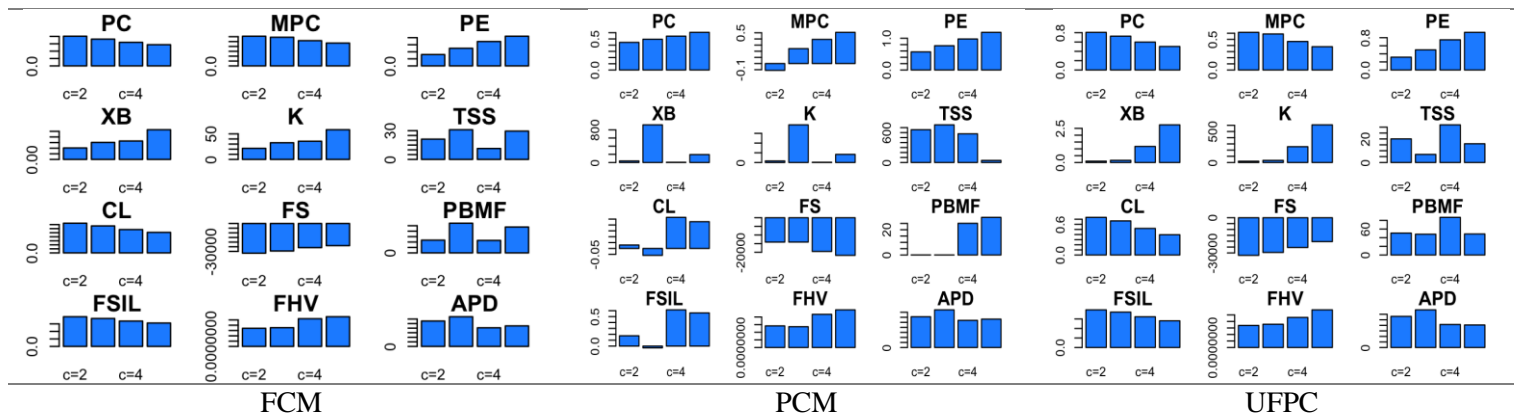 PC MPC PE
0.0 0.0 0.0
c=2 c=4 c=2 c=4 c=2 c=4
XB K TSS
0.00 0 50 0 30
c=2 c=4 c=2 c=4 c=2 c=4
CL FS PBMF
0.0 -30000 0
c=2 c=4 c=2 c=4 c=2 c=4
FSIL FHV APD
0.0 0.00000000 0
c=2 c=4 c=2 c=4 c=2 c=4
FCM
PC MPC PE
0.0 0.5 -0.1 0.5 0.0 1.0
c=2 c=4 c=2 c=4 c=2 c=4
XB K TSS
0 800 0 0 600
c=2 c=4 c=2 c=4 c=2 c=4
CL FS PBMF
-0.05 -20000 0 20
c=2 c=4 c=2 c=4 c=2 c=4
FSIL FHV APD
0.0 0.5 0.00000000 0
c=2 c=4 c=2 c=4 c=2 c=4
PCM
PC MPC PE
0.0 0.8 0.0 0.5 0.0 0.8
c=2 c=4 c=2 c=4 c=2 c=4
XB K TSS
0.0 2.5 0 500 0 20
c=2 c=4 c=2 c=4 c=2 c=4
CL FS PBMF
0.0 0.6 -30000 0 0 60
c=2 c=4 c=2 c=4 c=2 c=4
FSIL FHV APD
0.0 0.00000000 0
c=2 c=4 c=2 c=4 c=2 c=4
UFPC